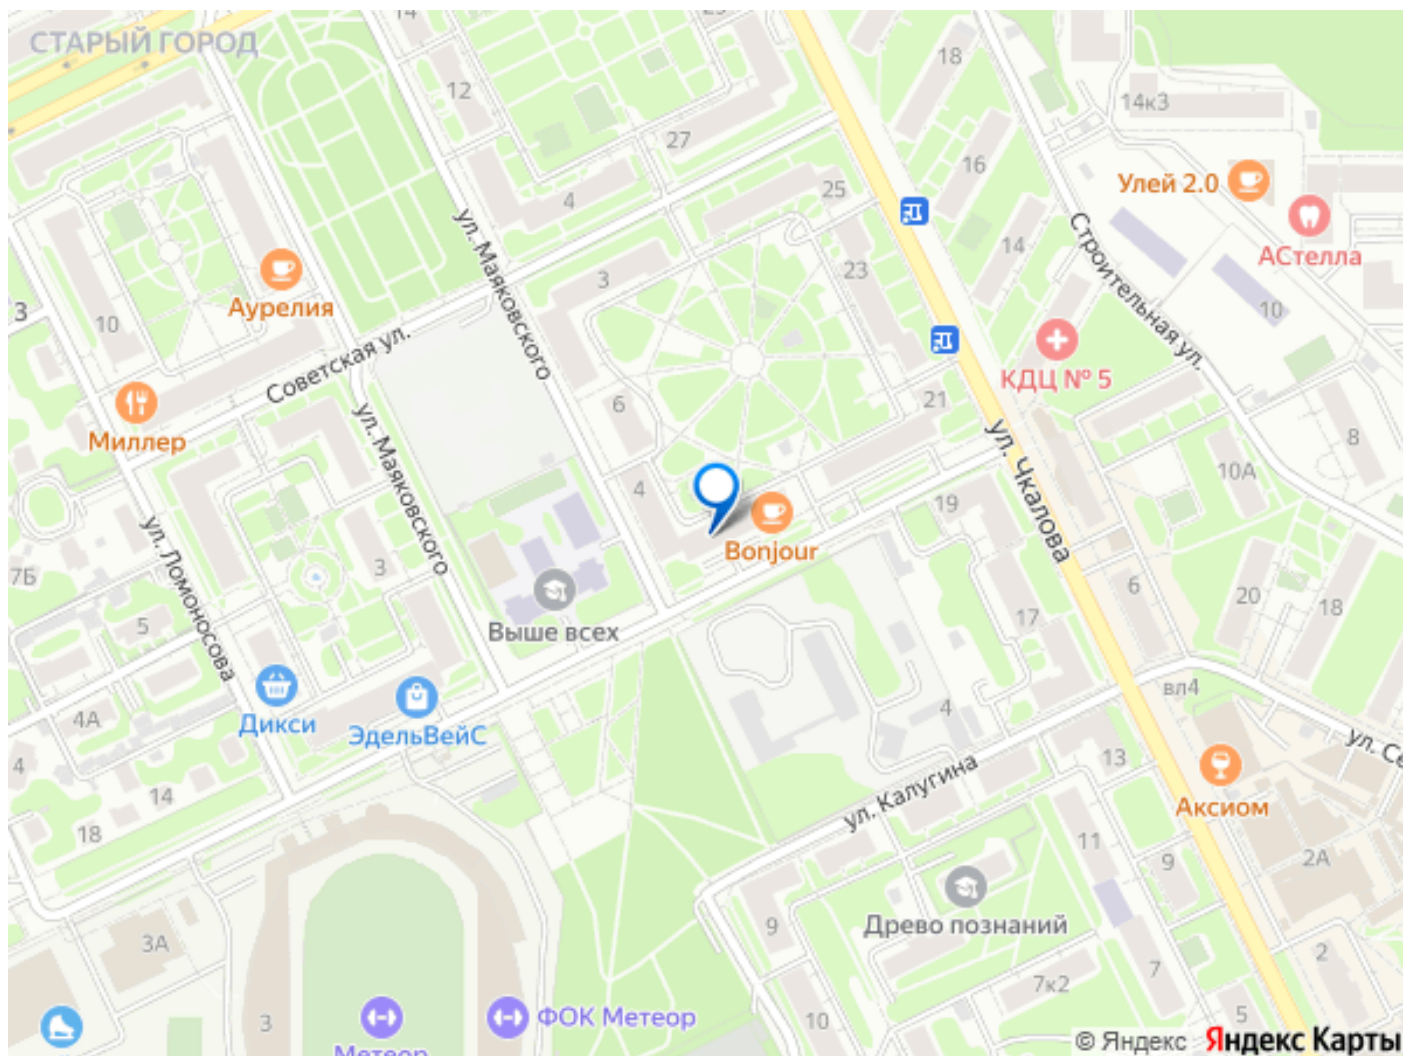 СТАРЫЙ ГОРОД
14
12
27
4
25
18
14к3
16
Улей 2.0
АСтелла
14
23
3
3
10
Аурелия
ул. Маяковского
Строительная ул.
10
КДЦ № 5
Советская ул.
Миллер
ул. Маяковского
6
21
ул. Чкалова
8
10А
4
19
Bonjour
ул. Ломоносова
7Б
3
5
Выше всех
17
6
20
18
4А
Дикси
ЭдельВейС
4
вл4
ул. Се
4
14
18
13
ул. Калугина
Аксиом
11
9
2А
3А
9
Древо познаний
7
2
7к2
3
Метеор
ФОК Метеор
10
5
© Яндекс Яндекс Карты